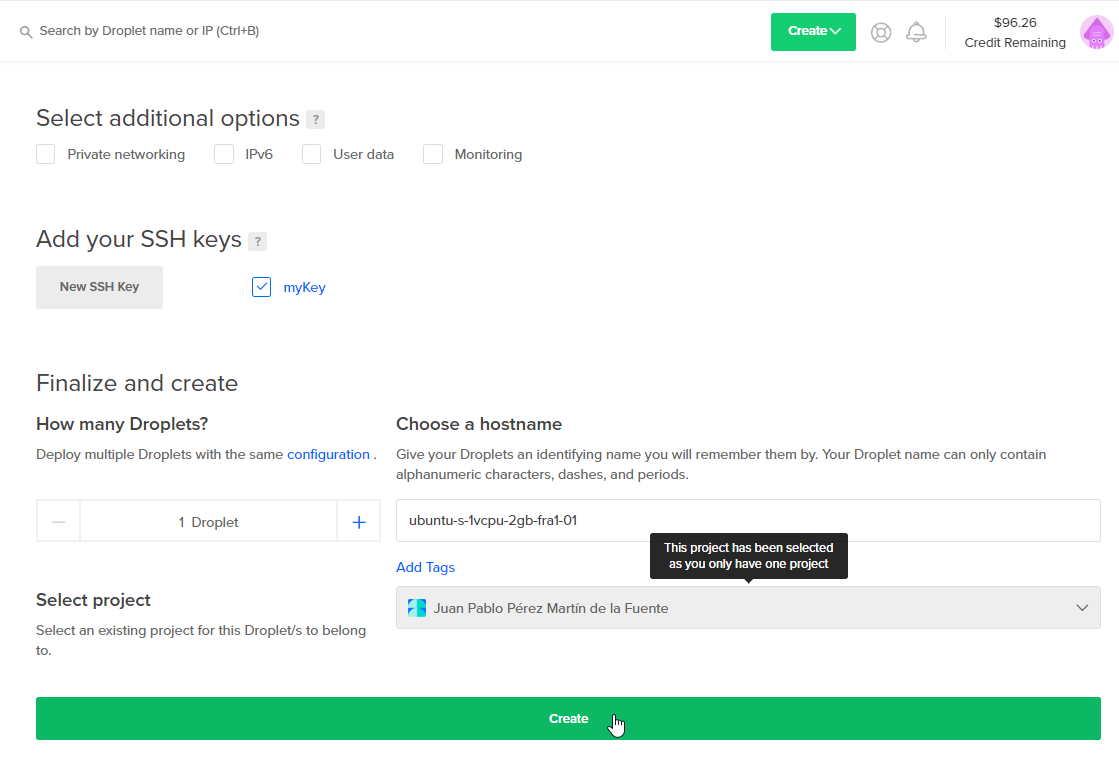 Search by Droplet name or IP (Ctrl+B)
Create
$96.26
Credit Remaining
Select additional options ?
Private networking
IPv6
User data
Monitoring
Add your SSH keys ?
New SSH Key
myKey
Finalize and create
How many Droplets?
Deploy multiple Droplets with the same configuration .
1 Droplet
Choose a hostname
Give your Droplets an identifying name you will remember them by. Your Droplet name can only contain
alphanumeric characters, dashes, and periods.
ubuntu-s-1vcpu-2gb-fra1-01
This project has been selected
as you only have one project
Add Tags
Select project
Select an existing project for this Droplet/s to belong
to.
Juan Pablo Pérez Martín de la Fuente
Create